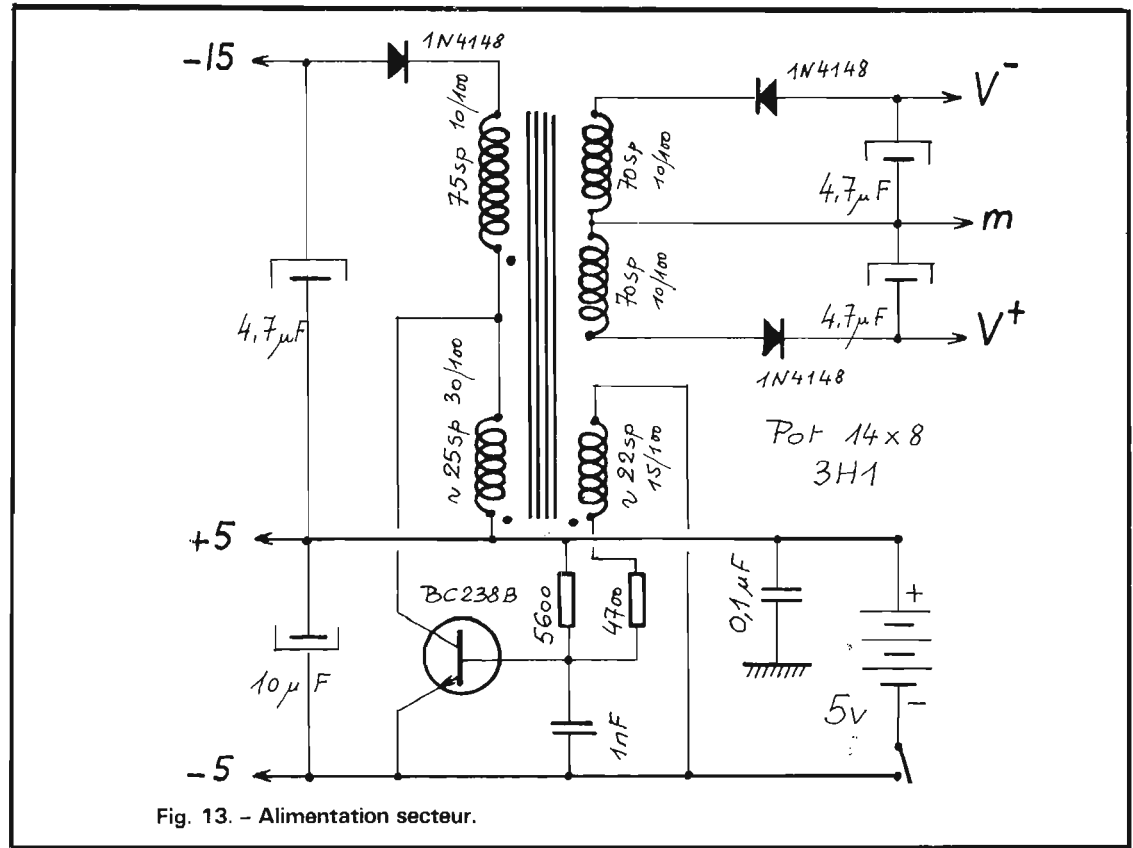 1N4148
-15
75sp 10/100
4,7µF
~25sp 30/100
+5
BC238B
10µF
-5
1N4148
V-
70sp
10/100
4,7µF
m
70sp
10/100
4,7µF
V+
1N4148
~22sp
15/100
Pot 14x8
3H1
5600
4700
1nF
0,1µF
+
5v
-
Fig. 13. – Alimentation secteur.